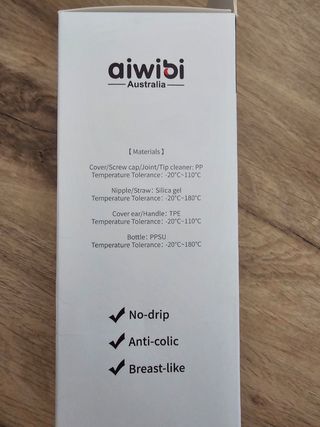 aiwibi
Australia
【 Materials 】
Cover/Screw cap/Joint/Tip cleaner: PP
Temperature Tolerance: -20°C~110°C
Nipple/Straw: Silica gel
Temperature Tolerance: -20°C~180°C
Cover ear/Handle: TPE
Temperature Tolerance: -20°C~110°C
Bottle: PPSU
Temperature Tolerance: -20°C~180°C
No-drip
Anti-colic
Breast-like